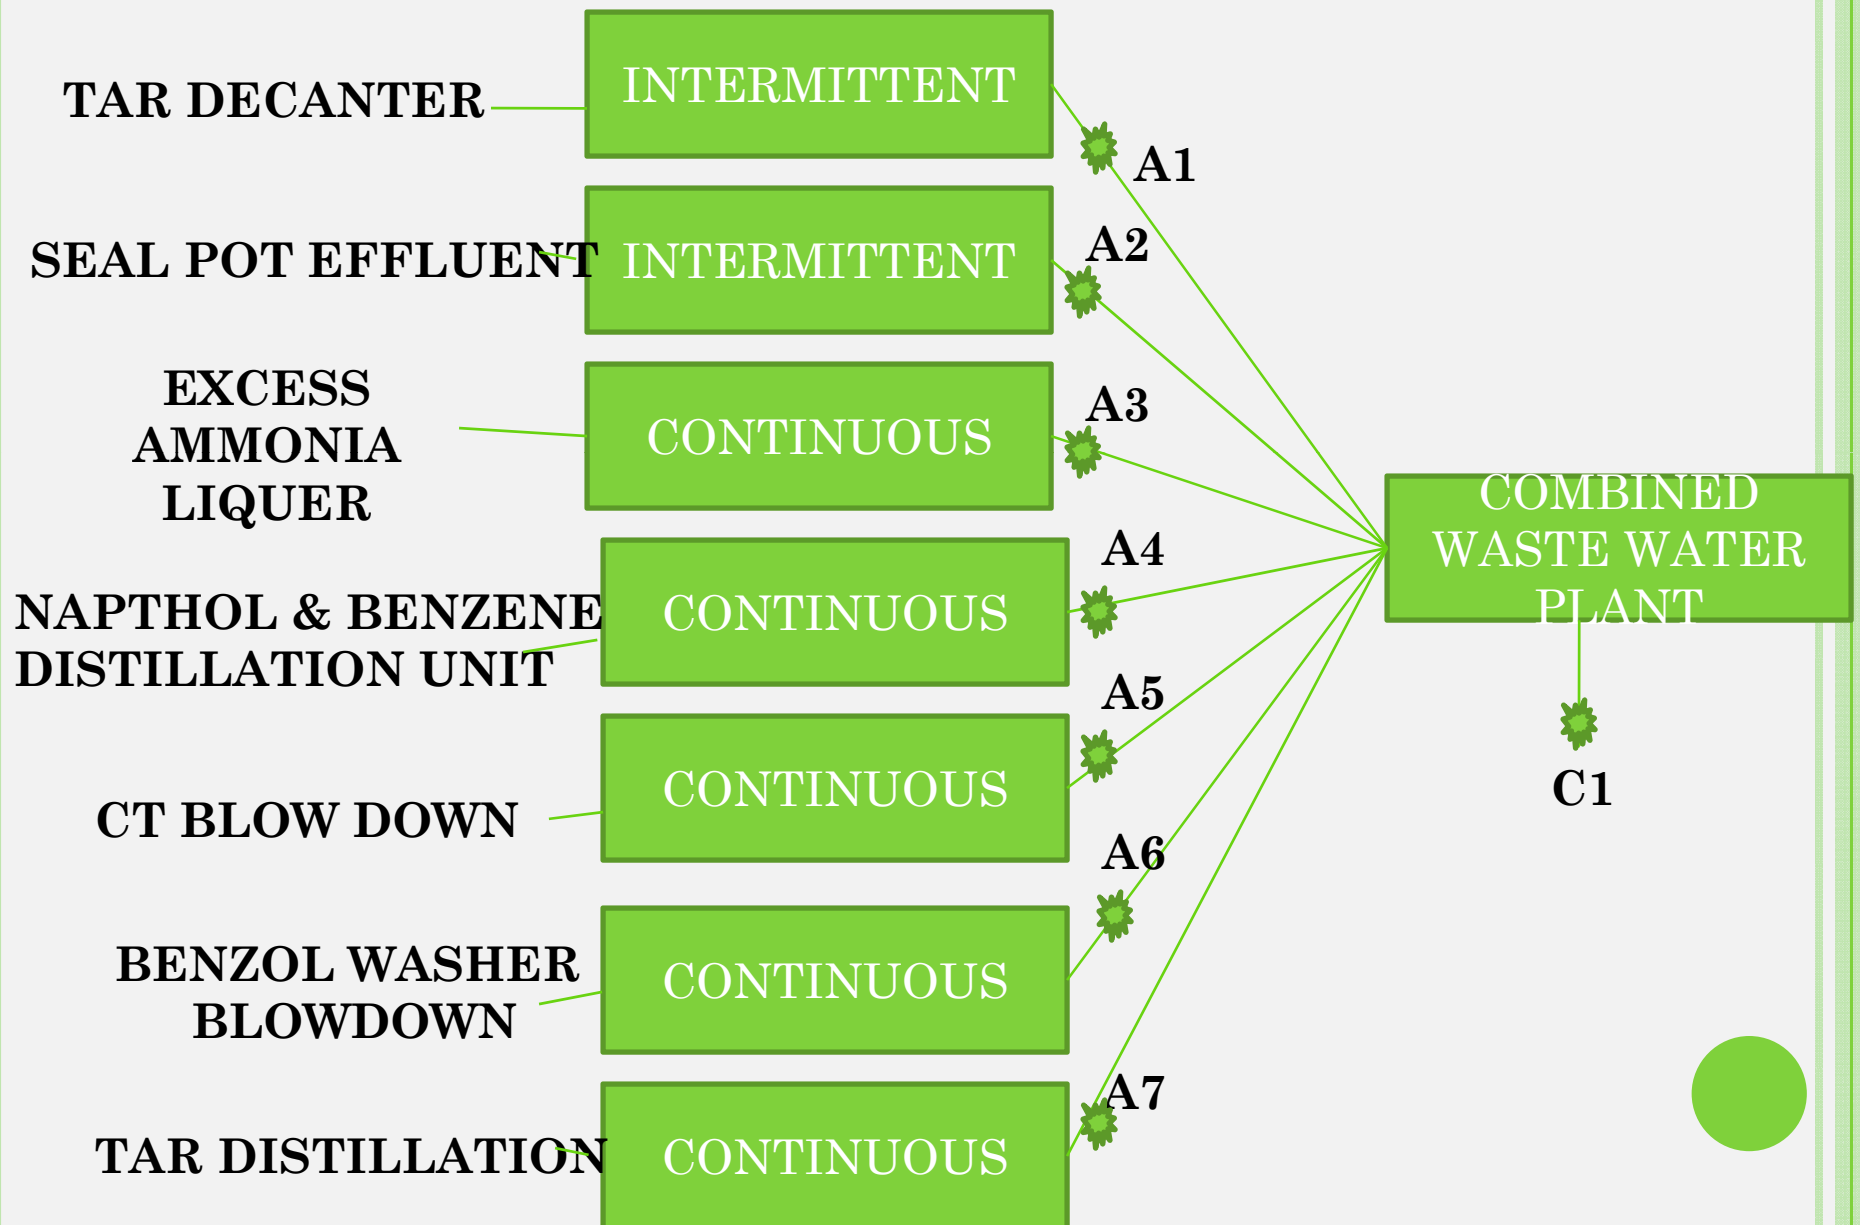 TAR DECANTER
INTERMITTENT
A1
SEAL POT EFFLUENT
INTERMITTENT
A2
EXCESS
AMMONIA
LIQUER
CONTINUOUS
A3
NAPTHOL & BENZENE
DISTILLATION UNIT
CONTINUOUS
A4
CT BLOW DOWN
CONTINUOUS
A5
BENZOL WASHER
BLOWDOWN
CONTINUOUS
A6
TAR DISTILLATION
CONTINUOUS
A7
COMBINED
WASTE WATER
PLANT
C1